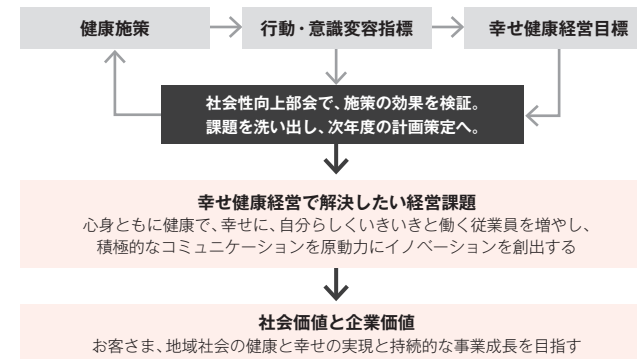 健康施策
行動・意識変容指標
幸せ健康経営目標
社会性向上部会で、施策の効果を検証。
課題を洗い出し、次年度の計画策定へ。
幸せ健康経営で解決したい経営課題
心身ともに健康で、幸せに、自分らしくいきいきと働く従業員を増やし、
積極的なコミュニケーションを原動力にイノベーションを創出する
社会価値と企業価値
お客さま、地域社会の健康と幸せの実現と持続的な事業成長を目指す